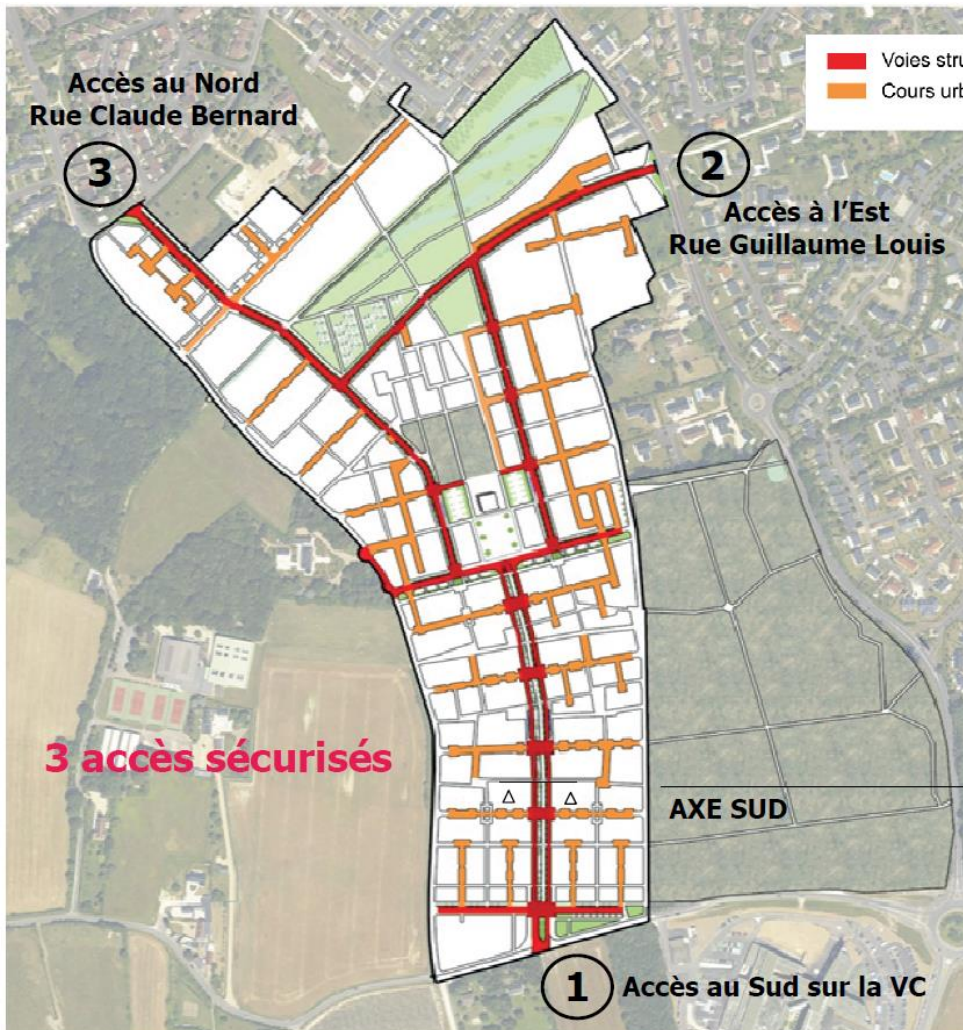 Accès au Nord
Rue Claude Bernard
3
Voies stru
Cours urb
2
Accès à l'Est
Rue Guillaume Louis
3 accès sécurisés
AXE SUD
1
Accès au Sud sur la VC